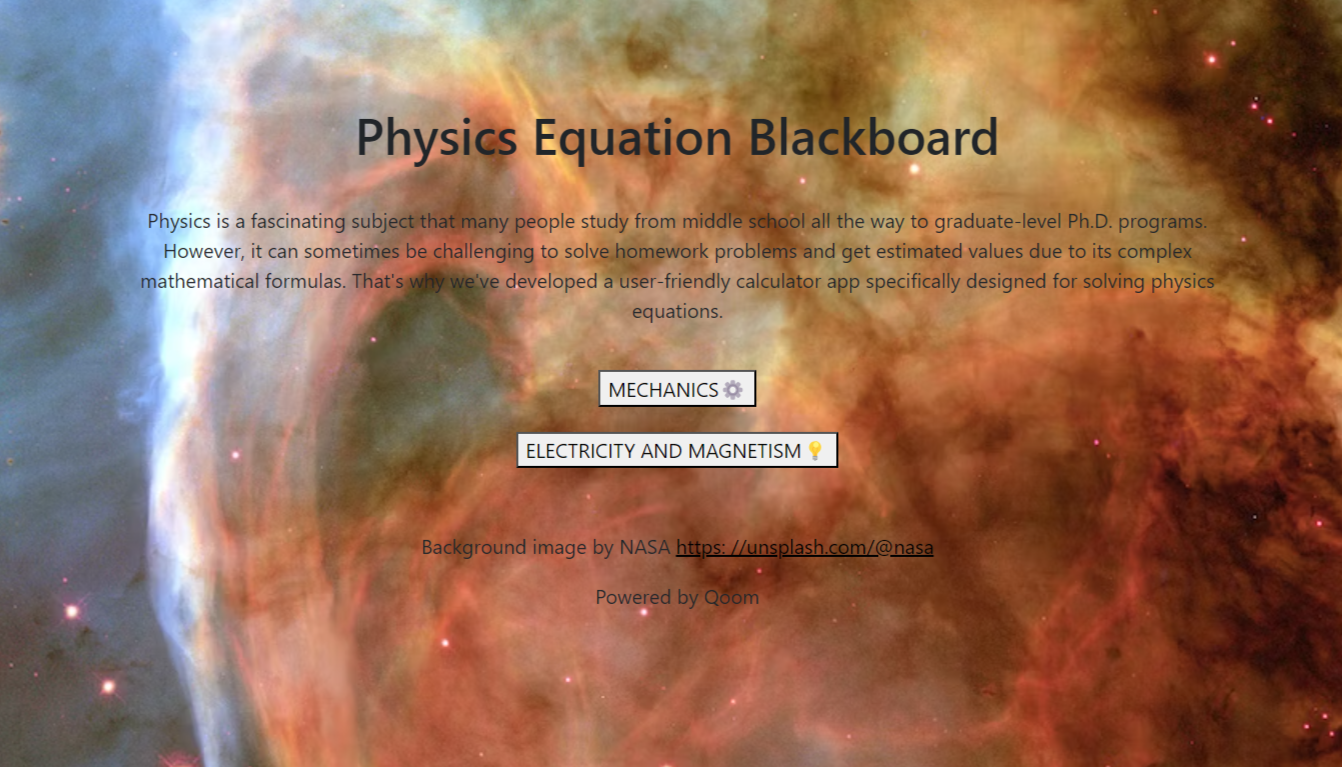 Physics Equation Blackboard
Physics is a fascinating subject that many people study from middle school all the way to graduate-level Ph.D. programs.
However, it can sometimes be challenging to solve homework problems and get estimated values due to its complex
mathematical formulas. That's why we've developed a user-friendly calculator app specifically designed for solving physics
equations.
MECHANICS⚙️
ELECTRICITY AND MAGNETISM💡
Background image by NASA https: //unsplash.com/@nasa
Powered by Qoom